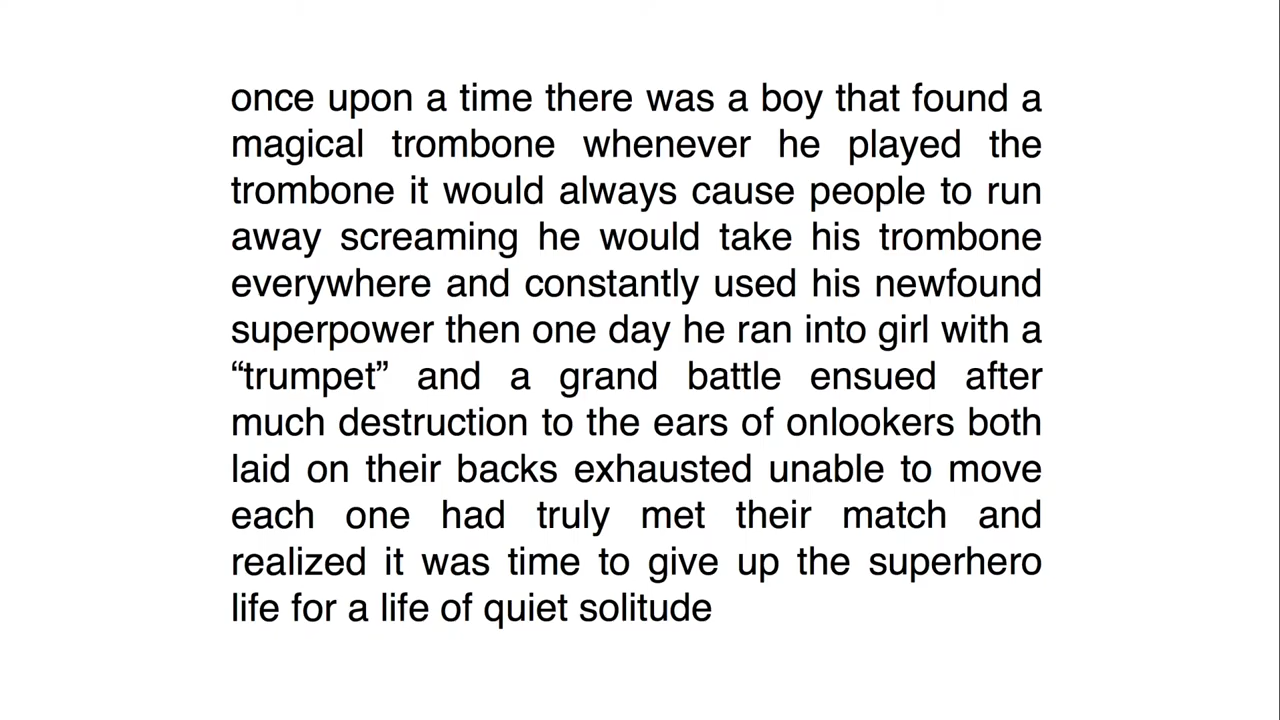 once upon a time there was a boy that found a
magical trombone whenever he played the
trombone it would always cause people to run
away screaming he would take his trombone
everywhere and constantly used his newfound
superpower then one day he ran into girl with a
“trumpet” and a grand battle ensued after
much destruction to the ears of onlookers both
laid on their backs exhausted unable to move
each one had truly met their match and
realized it was time to give up the superhero
life for a life of quiet solitude